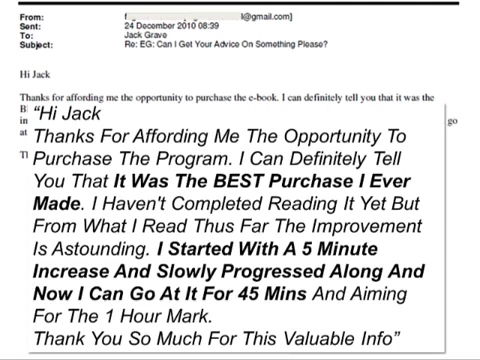 From: f l@gmail.com]
Sent: 24 December 2010 08:39
To: Jack Grave
Subject: Re: EG: Can I Get Your Advice On Something Please?
Hi Jack
Thanks for affording me the opportunity to purchase the e-book. I can definitely tell you that it was the
B
in go
at
Tl
“Hi Jack
Thanks For Affording Me The Opportunity To
Purchase The Program. I Can Definitely Tell
You That It Was The BEST Purchase I Ever
Made. I Haven't Completed Reading It Yet But
From What I Read Thus Far The Improvement
Is Astounding. I Started With A 5 Minute
Increase And Slowly Progressed Along And
Now I Can Go At It For 45 Mins And Aiming
For The 1 Hour Mark.
Thank You So Much For This Valuable Info”